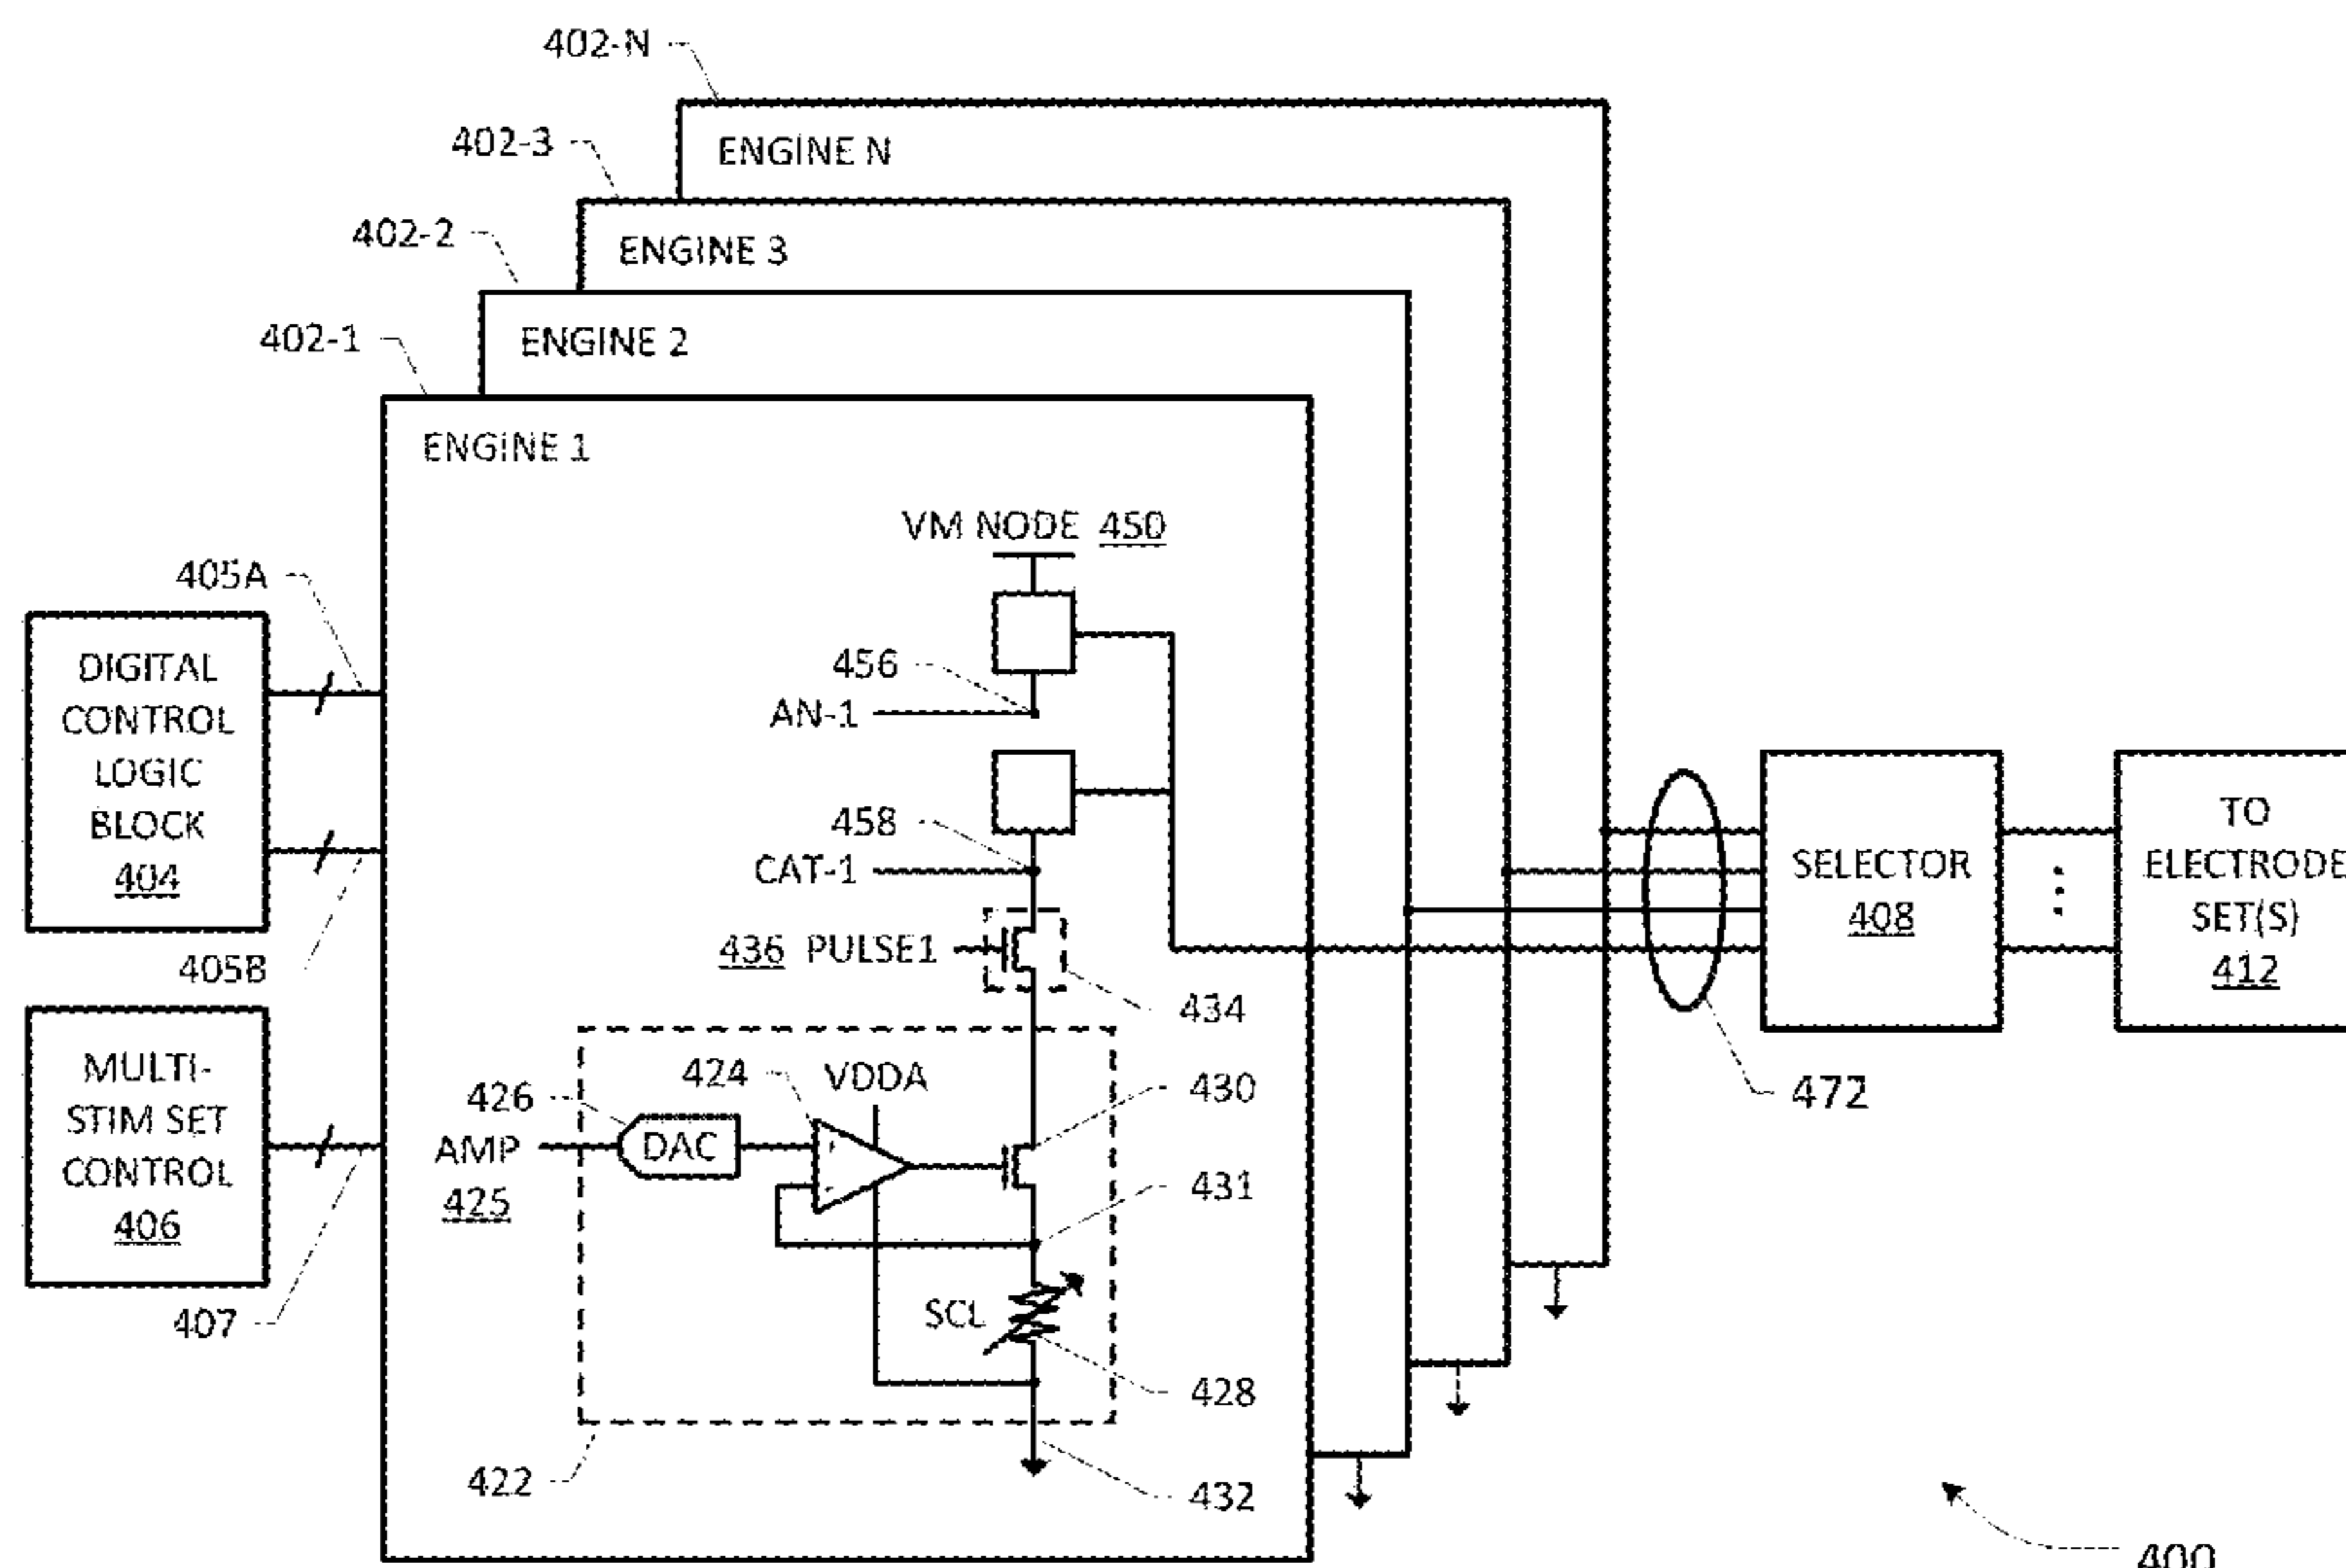 402-N
ENGINE N
402-3
ENGINE 3
402-2
ENGINE 2
402-1
ENGINE 1
VM NODE 450
405A
DIGITAL
CONTROL
LOGIC
BLOCK
404
405B
456
AN-1
458
CAT-1
436 PULSE1
434
MULTI-
STIM SET
CONTROL
406
407
424
VDDA
426
AMP
425
DAC
+
-
430
431
SCL
428
422
432
472
SELECTOR
408
TO
ELECTRODE
SET(S)
412
400